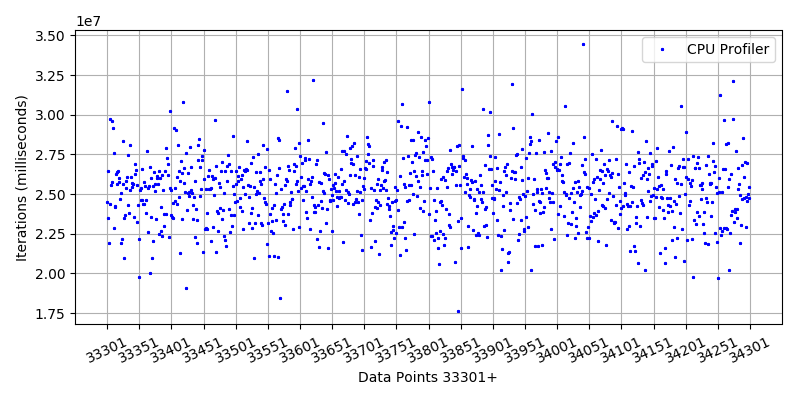 1e7
3.50
3.25
3.00
2.75
2.50
2.25
2.00
1.75
Iterations (milliseconds)
CPU Profiler
33301 33351 33401 33451 33501 33551 33601 33651 33701 33751 33801 33851 33901 33951 34001 34051 34101 34151 34201 34251 34301
Data Points 33301+